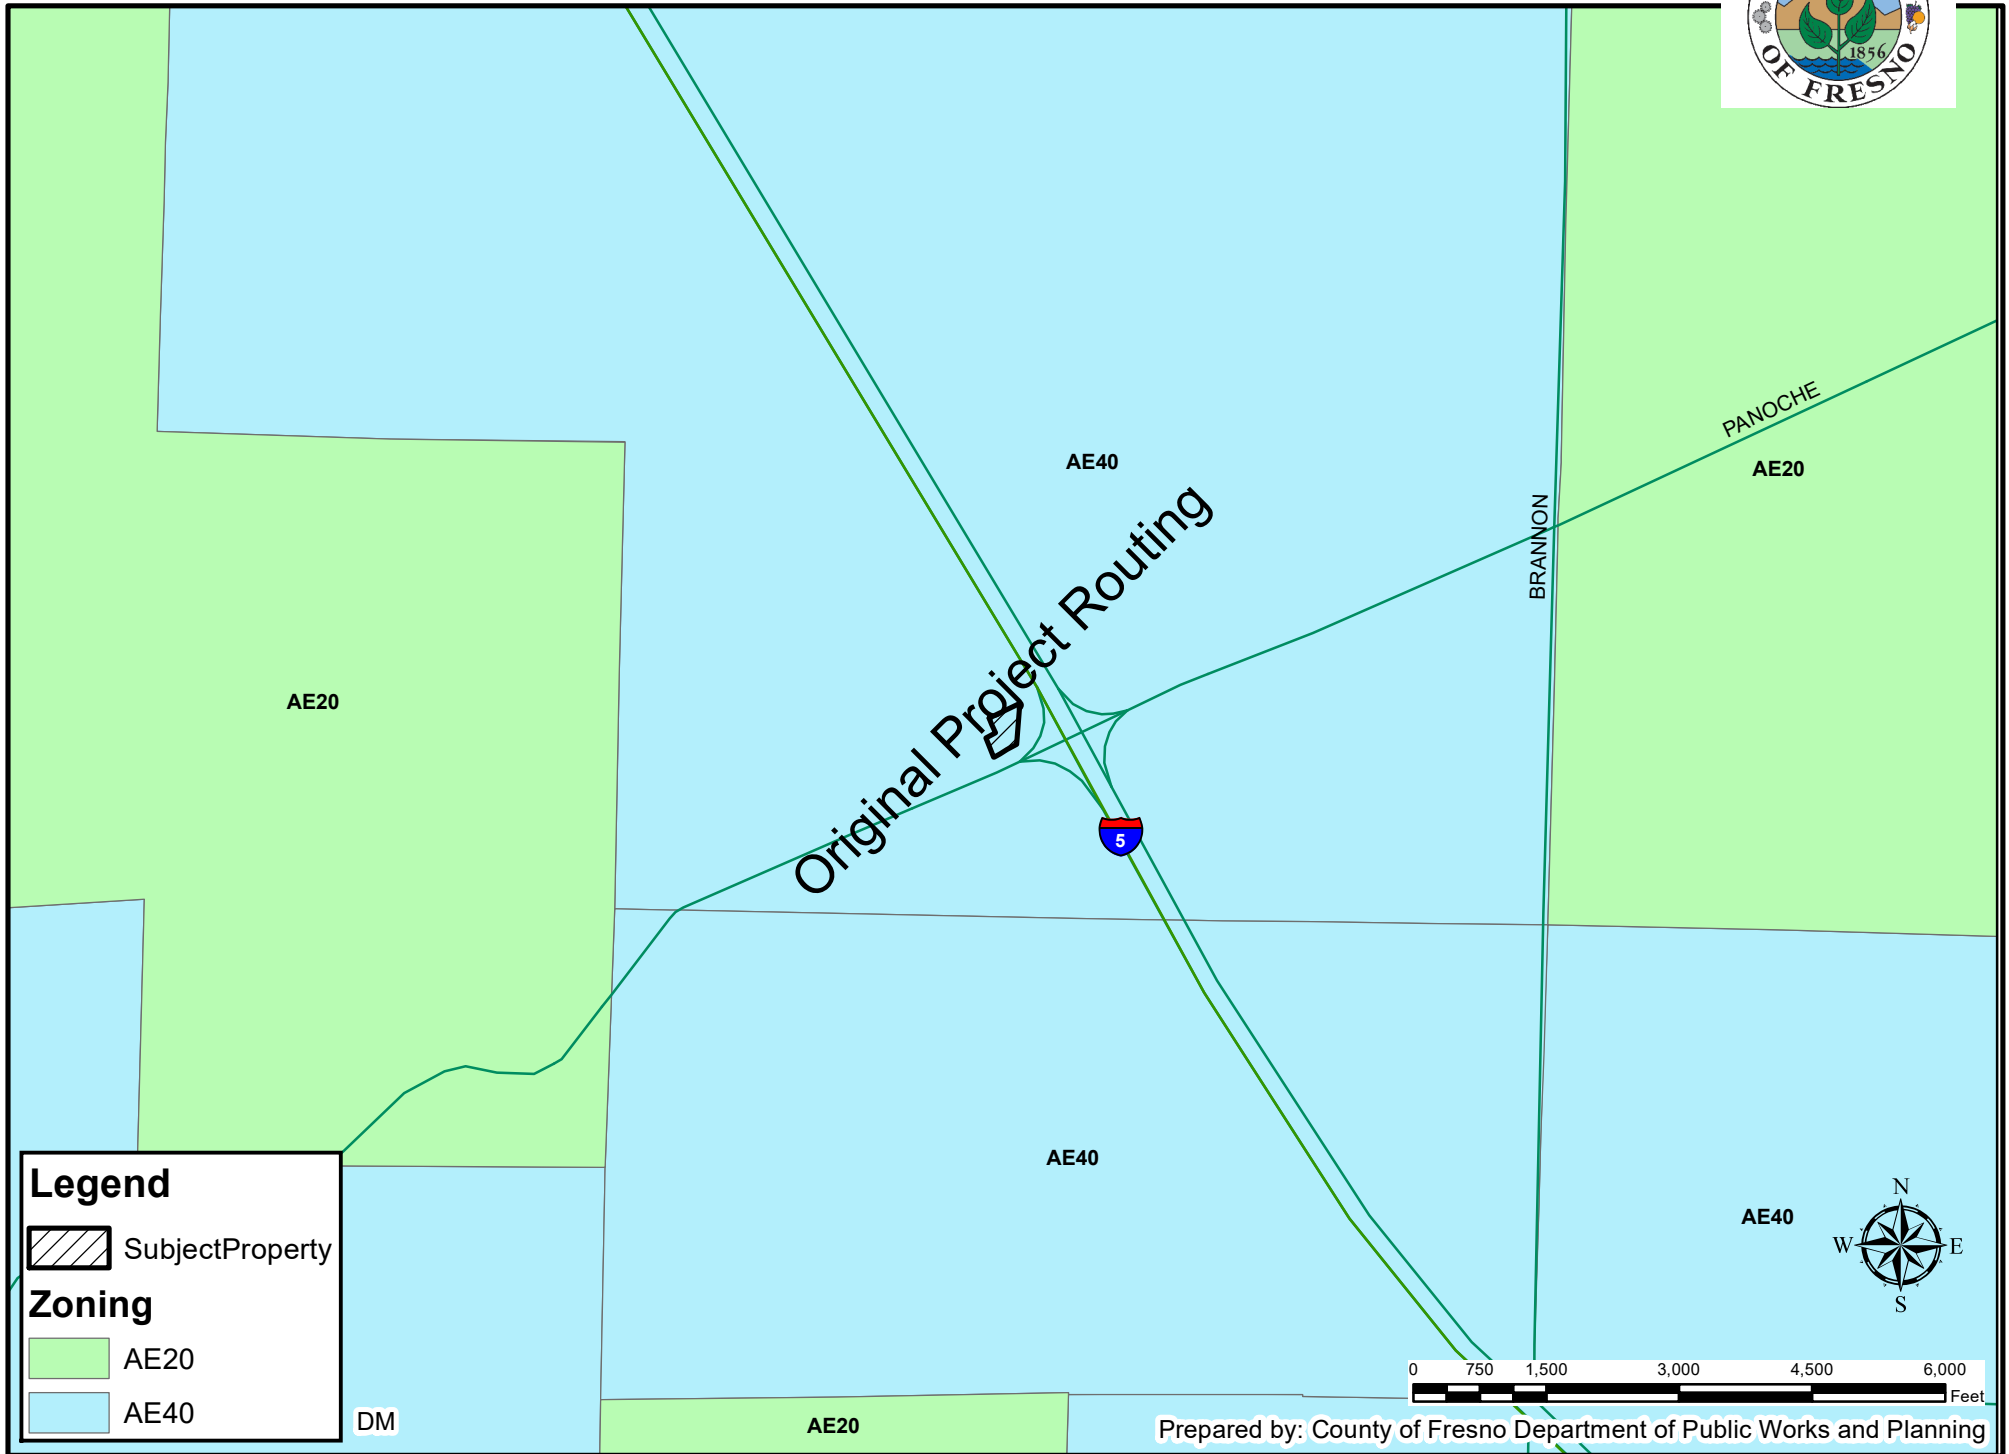 1856
OF FRESNO
AE40
PANOCHE
AE20
BRANNON
Original Project Routing
AE20
5
AE40
AE40
N
W E
S
Legend
SubjectProperty
Zoning
AE20
AE40
DM
AE20
0 750 1,500 3,000 4,500 6,000
Feet
Prepared by: County of Fresno Department of Public Works and Planning